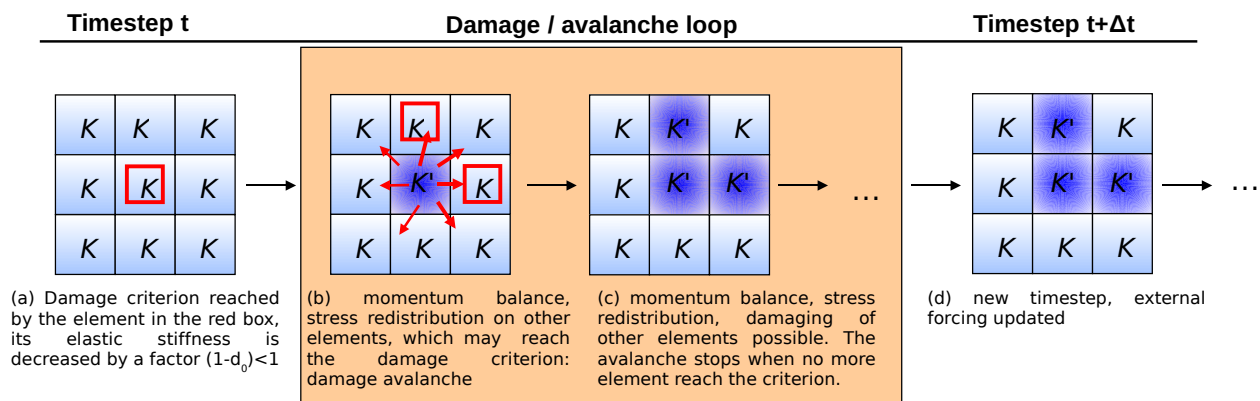 Timestep t
Damage / avalanche loop
Timestep t+Δt
K K K
K K K
K K K
K K K
K K' K
K K K
K K' K
K K' K'
K K K
...
K K' K
K K' K'
K K K
...
(a) Damage criterion reached
by the element in the red box,
its elastic stiffness is
decreased by a factor (1-d₀)<1
(b) momentum balance,
stress redistribution on other
elements, which may reach
the damage criterion:
damage avalanche
(c) momentum balance, stress
redistribution, damaging of
other elements possible. The
avalanche stops when no more
element reach the criterion.
(d) new timestep, external
forcing updated